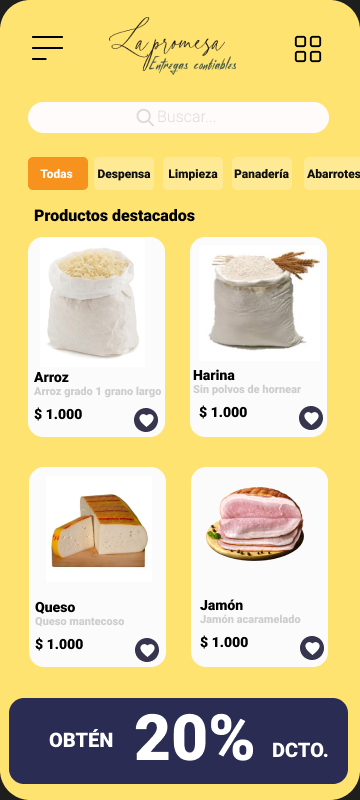 La promesa
Entregas confiables
Buscar...
Todas Despensa Limpieza Panadería Abarrotes
Productos destacados
Arroz
Arroz grado 1 grano largo
$ 1.000
Harina
Sin polvos de hornear
$ 1.000
Queso
Queso mantecoso
$ 1.000
Jamón
Jamón acaramelado
$ 1.000
OBTÉN 20% DCTO.